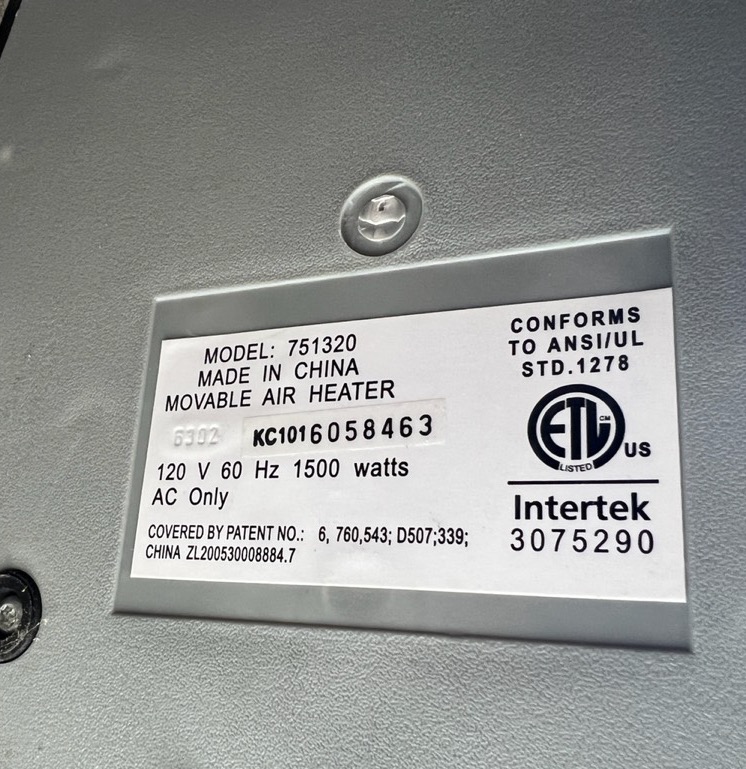 MODEL: 751320
MADE IN CHINA
MOVABLE AIR HEATER
6302 KC1016058463
120 V 60 Hz 1500 watts
AC Only
COVERED BY PATENT NO.: 6, 760,543; D507;339;
CHINA ZL200530008884.7
CONFORMS
TO ANSI/UL
STD.1278
ETL CM
LISTED
US
Intertek
3075290